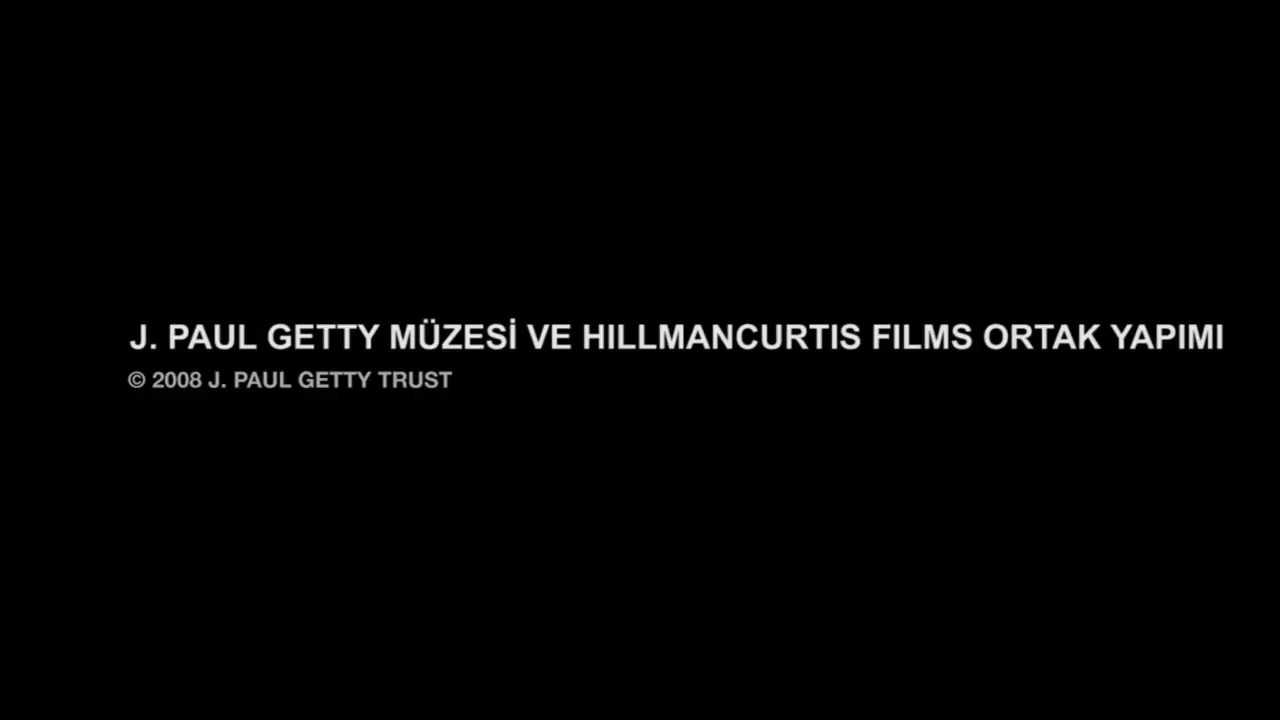 J. PAUL GETTY MÜZESİ VE HILLMANCURTIS FILMS ORTAK YAPIMI
© 2008 J. PAUL GETTY TRUST